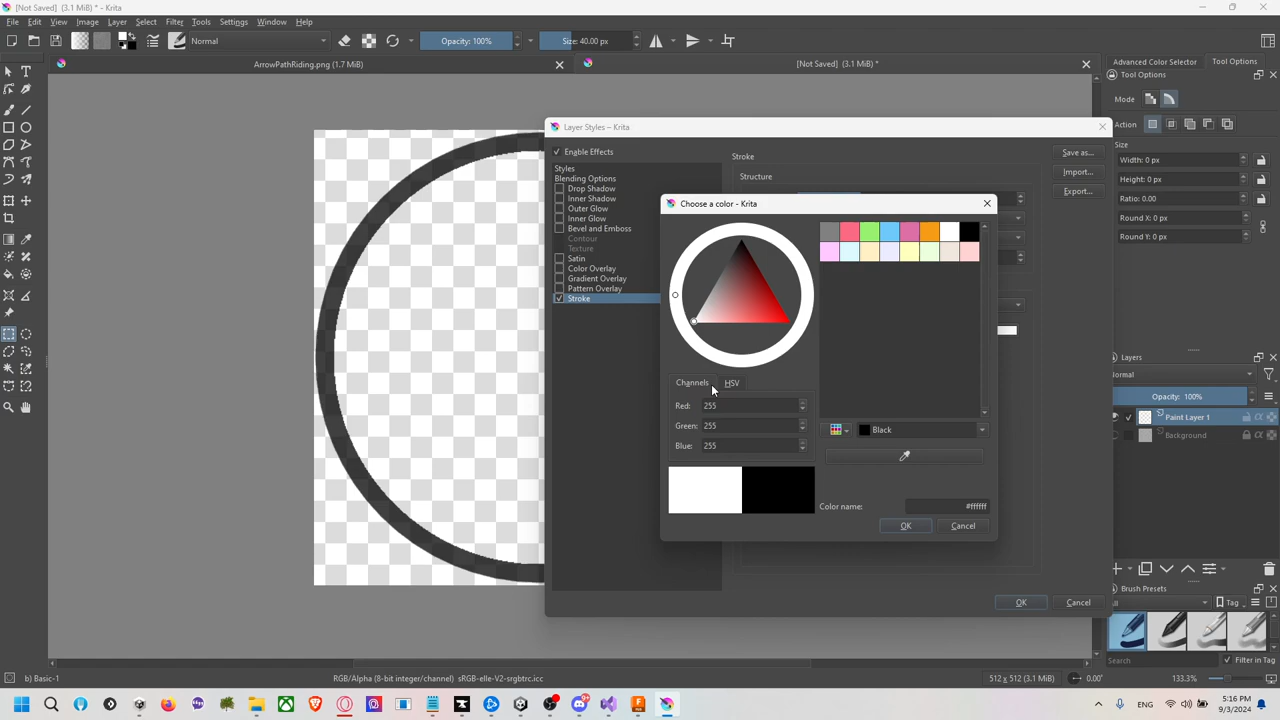 [Not Saved] (3.1 MiB) * - Krita
File Edit View Image Layer Select Filter Tools Settings Window Help
Normal
Opacity: 100%
Size: 40.00 px
ArrowPathRiding.png (1.7 MiB)
[Not Saved] (3.1 MiB) *
Advanced Color Selector
Tool Options
Tool Options
Mode
Action
Size
Width: 0 px
Height: 0 px
Ratio: 0.00
Round X: 0 px
Round Y: 0 px
Layer Styles – Krita
Enable Effects
Styles
Blending Options
Drop Shadow
Inner Shadow
Outer Glow
Inner Glow
Bevel and Emboss
Contour
Texture
Satin
Color Overlay
Gradient Overlay
Pattern Overlay
Stroke
Stroke
Structure
Save as...
Import...
Export...
OK
Cancel
Choose a color - Krita
Channels
HSV
Red: 255
Green: 255
Blue: 255
Black
Color name:
#ffffff
OK
Cancel
Layers
ormal
Opacity: 100%
Paint Layer 1
Background
Brush Presets
All
Tag
Search
Filter in Tag
b) Basic-1
RGB/Alpha (8-bit integer/channel) sRGB-elle-V2-srgbtrc.icc
512 x 512 (3.1 MiB)
0.00°
133.3%
ENG
5:16 PM
9/3/2024